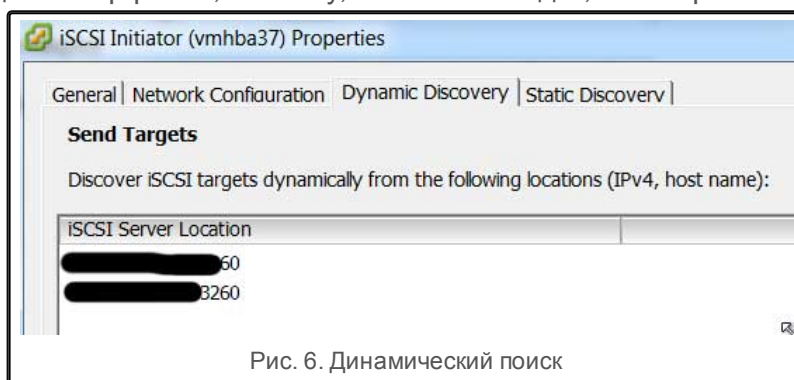 iSCSI Initiator (vmhba37) Properties
General Network Configuration Dynamic Discovery Static Discovery
Send Targets
Discover iSCSI targets dynamically from the following locations (IPv4, host name):
iSCSI Server Location
60
3260
Рис. 6. Динамический поиск